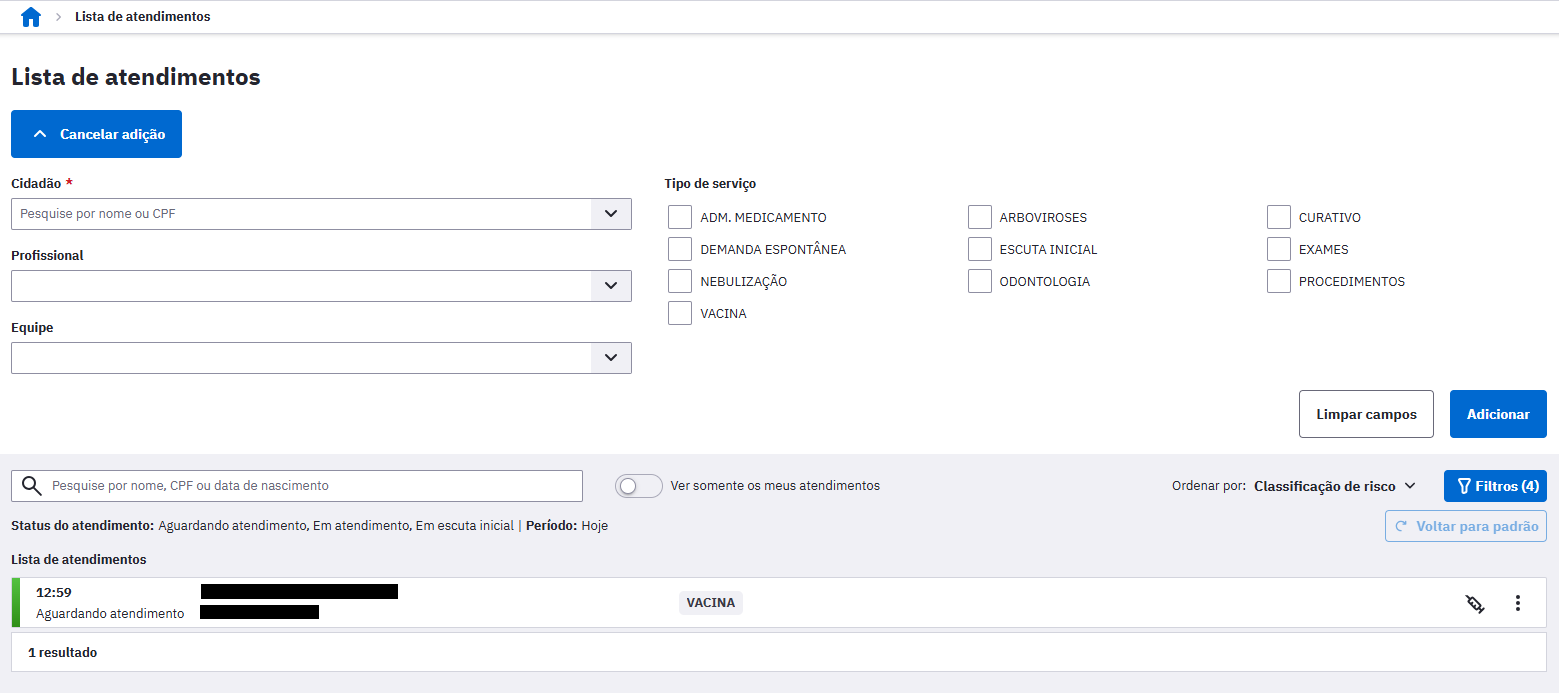 Lista de atendimentos
Lista de atendimentos
Cancelar adição
Cidadão *
Pesquise por nome ou CPF
Profissional
Equipe
Tipo de serviço
ADM. MEDICAMENTO
ARBOVIROSES
CURATIVO
DEMANDA ESPONTÂNEA
ESCUTA INICIAL
EXAMES
NEBULIZAÇÃO
ODONTOLOGIA
PROCEDIMENTOS
VACINA
Limpar campos
Adicionar
Pesquise por nome, CPF ou data de nascimento
Ver somente os meus atendimentos
Ordenar por: Classificação de risco
Filtros (4)
Status do atendimento: Aguardando atendimento, Em atendimento, Em escuta inicial | Período: Hoje
Voltar para padrão
Lista de atendimentos
12:59
Aguardando atendimento
VACINA
1 resultado